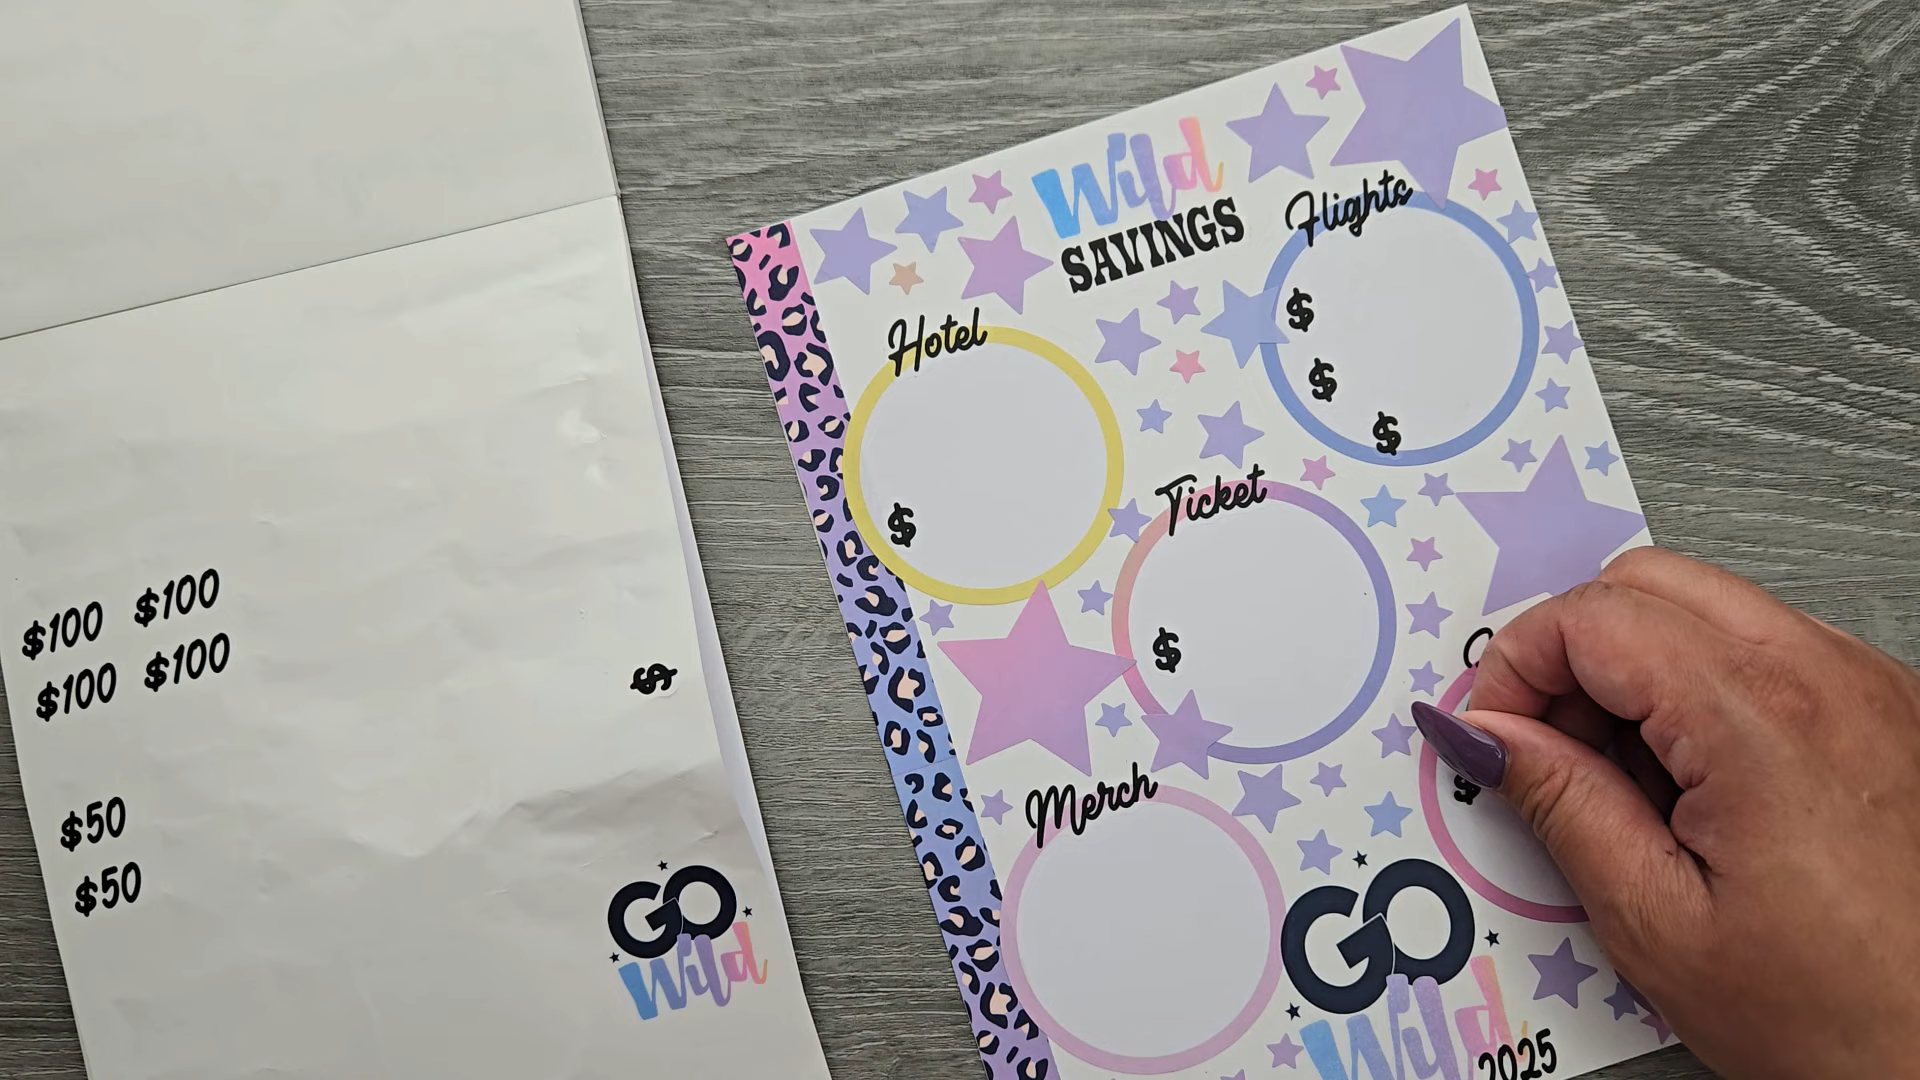 $100 $100
$100 $100
$50
$50
$
GO
Wild
Wild
SAVINGS
Flights
$
$
$
Hotel
$
Ticket
$
$
Merch
GO
Wild
2025